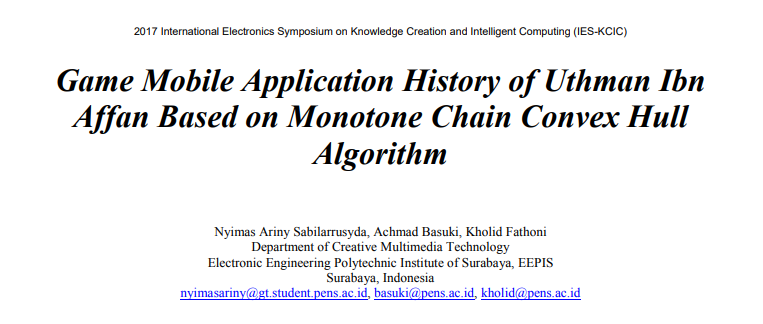 2017 International Electronics Symposium on Knowledge Creation and Intelligent Computing (IES-KCIC)
Game Mobile Application History of Uthman Ibn
Affan Based on Monotone Chain Convex Hull
Algorithm
Nyimas Ariny Sabilarrusyda, Achmad Basuki, Kholid Fathoni
Department of Creative Multimedia Technology
Electronic Engineering Polytechnic Institute of Surabaya, EEPIS
Surabaya, Indonesia
nyimasariny@gt.student.pens.ac.id, basuki@pens.ac.id, kholid@pens.ac.id